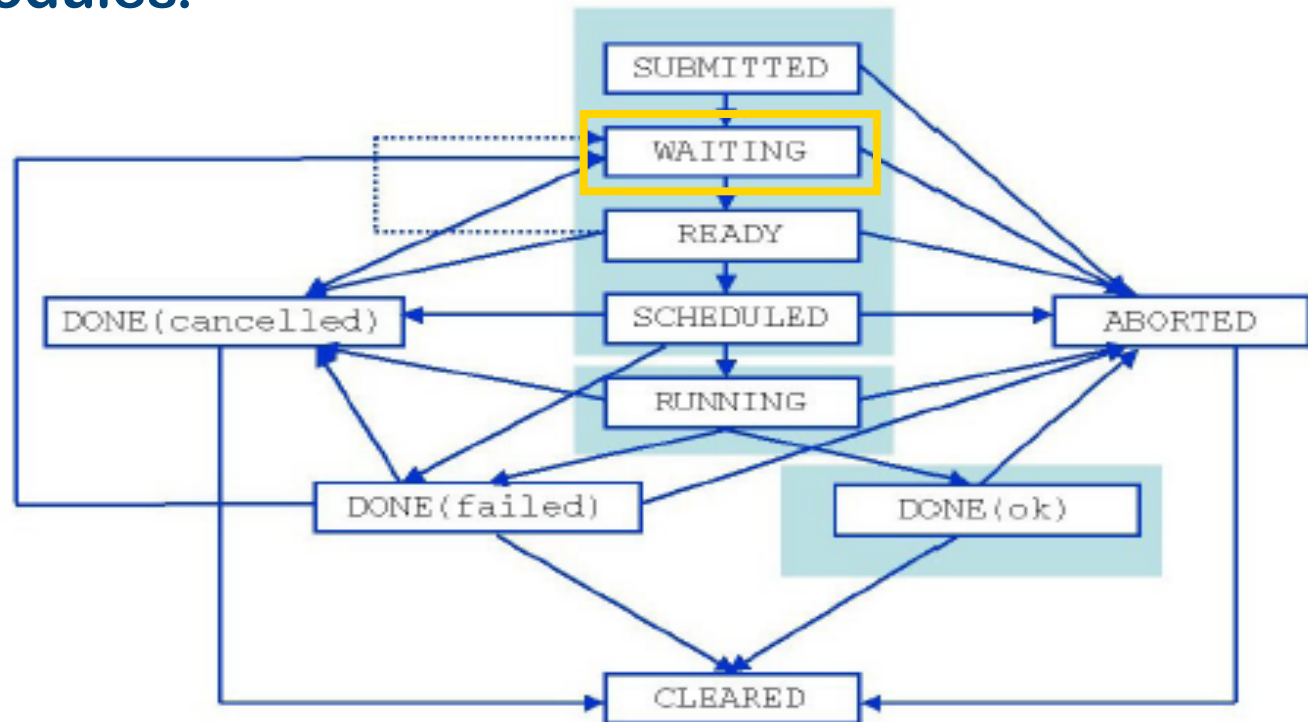 SUBMITTED
WAITING
READY
SCHEDULED
DONE(cancelled)
ABORTED
RUNNING
DONE(failed)
DONE(ok)
CLEARED